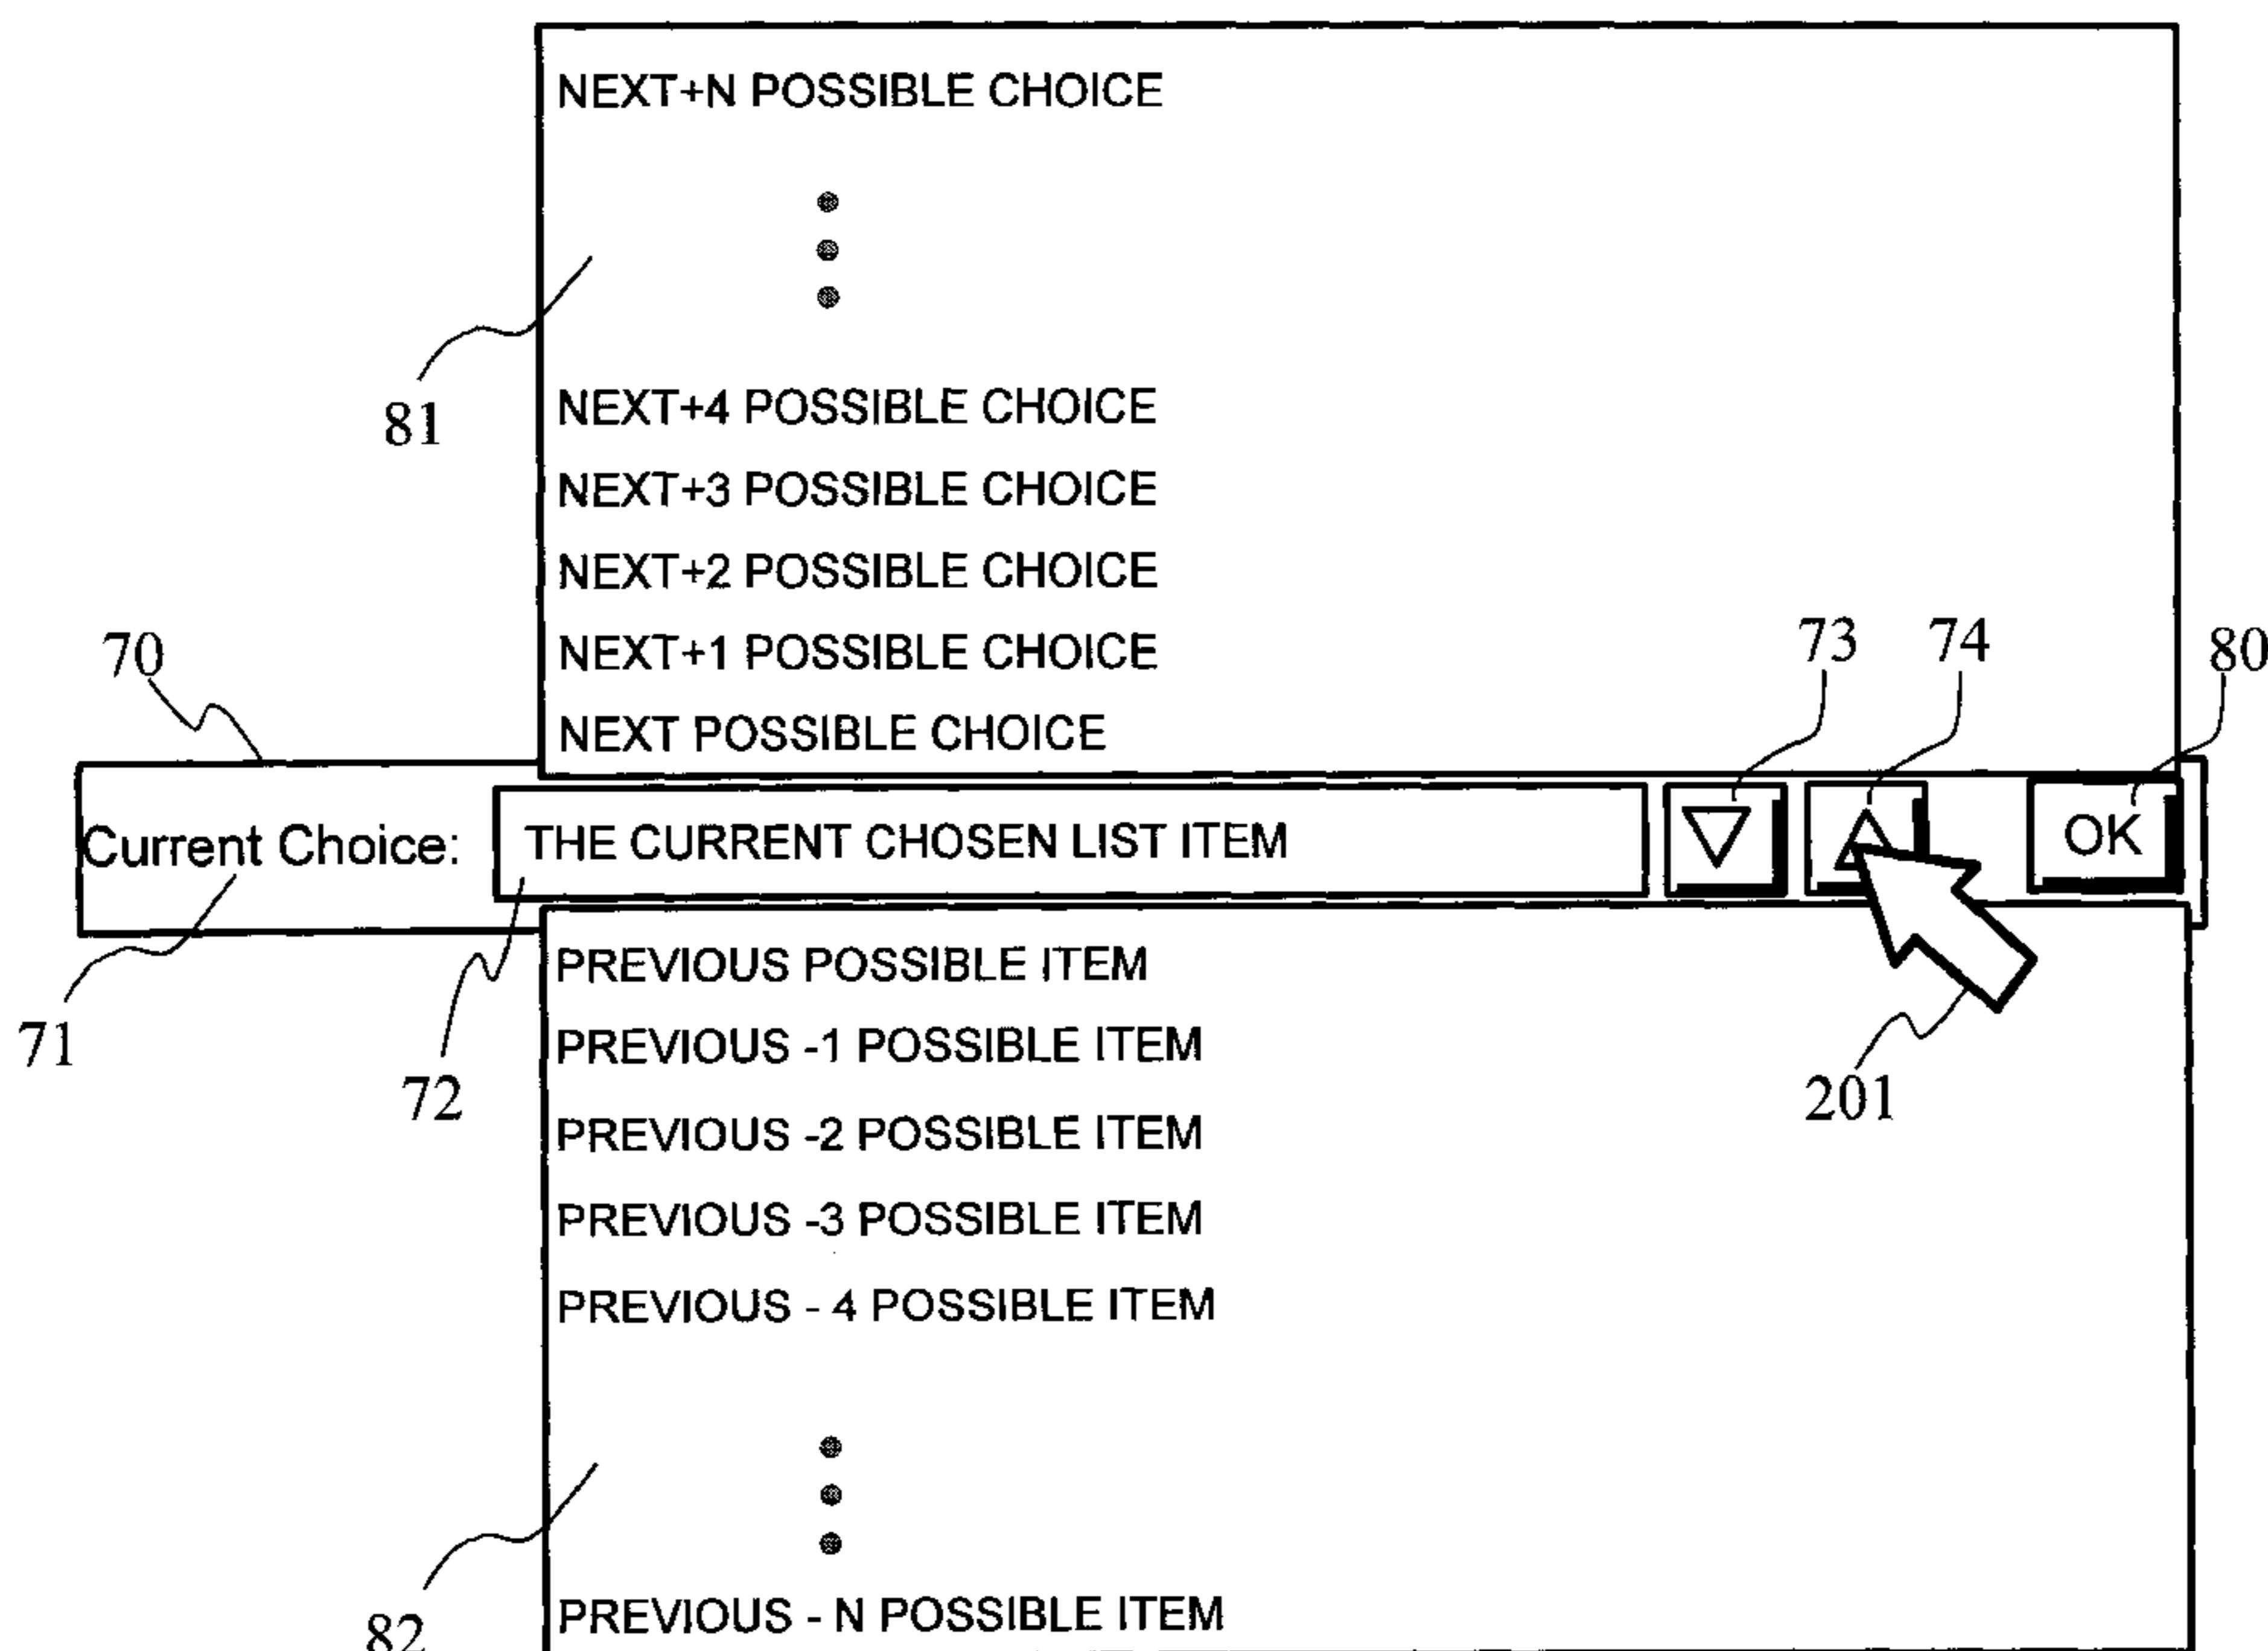 NEXT+N POSSIBLE CHOICE
81
NEXT+4 POSSIBLE CHOICE
NEXT+3 POSSIBLE CHOICE
NEXT+2 POSSIBLE CHOICE
NEXT+1 POSSIBLE CHOICE
70
73
74
80
NEXT POSSIBLE CHOICE
Current Choice:
THE CURRENT CHOSEN LIST ITEM
OK
PREVIOUS POSSIBLE ITEM
71
PREVIOUS -1 POSSIBLE ITEM
72
201
PREVIOUS -2 POSSIBLE ITEM
PREVIOUS -3 POSSIBLE ITEM
PREVIOUS - 4 POSSIBLE ITEM
82
PREVIOUS - N POSSIBLE ITEM